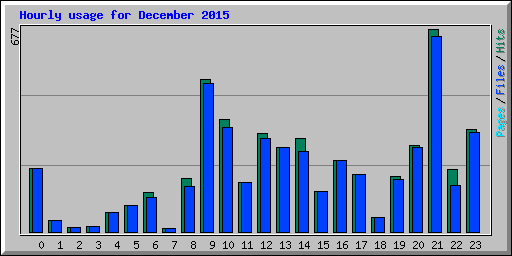 Hourly usage for December 2015
677
Pages/Files/Hits
0 1 2 3 4 5 6 7 8 9 10 11 12 13 14 15 16 17 18 19 20 21 22 23